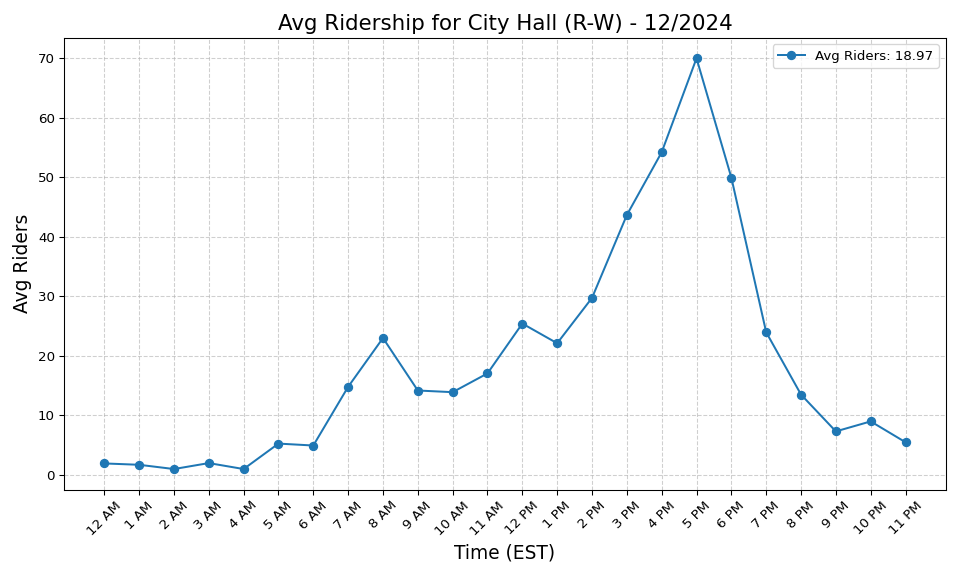 Avg Ridership for City Hall (R-W) - 12/2024
Avg Riders: 18.97
Avg Riders
70
60
50
40
30
20
10
0
12 AM
1 AM
2 AM
3 AM
4 AM
5 AM
6 AM
7 AM
8 AM
9 AM
10 AM
11 AM
12 PM
1 PM
2 PM
3 PM
4 PM
5 PM
6 PM
7 PM
8 PM
9 PM
10 PM
11 PM
Time (EST)